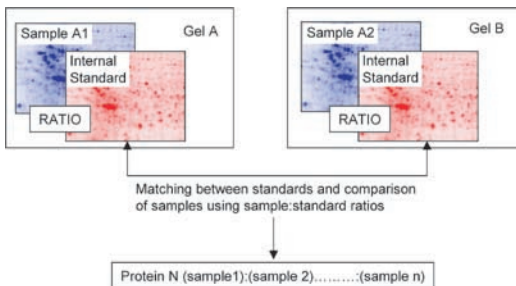 Sample A1
Gel A
Internal
Standard
RATIO
Sample A2
Gel B
Internal
Standard
RATIO
Matching between standards and comparison
of samples using sample:standard ratios
Protein N (sample1):(sample 2)………:(sample n)